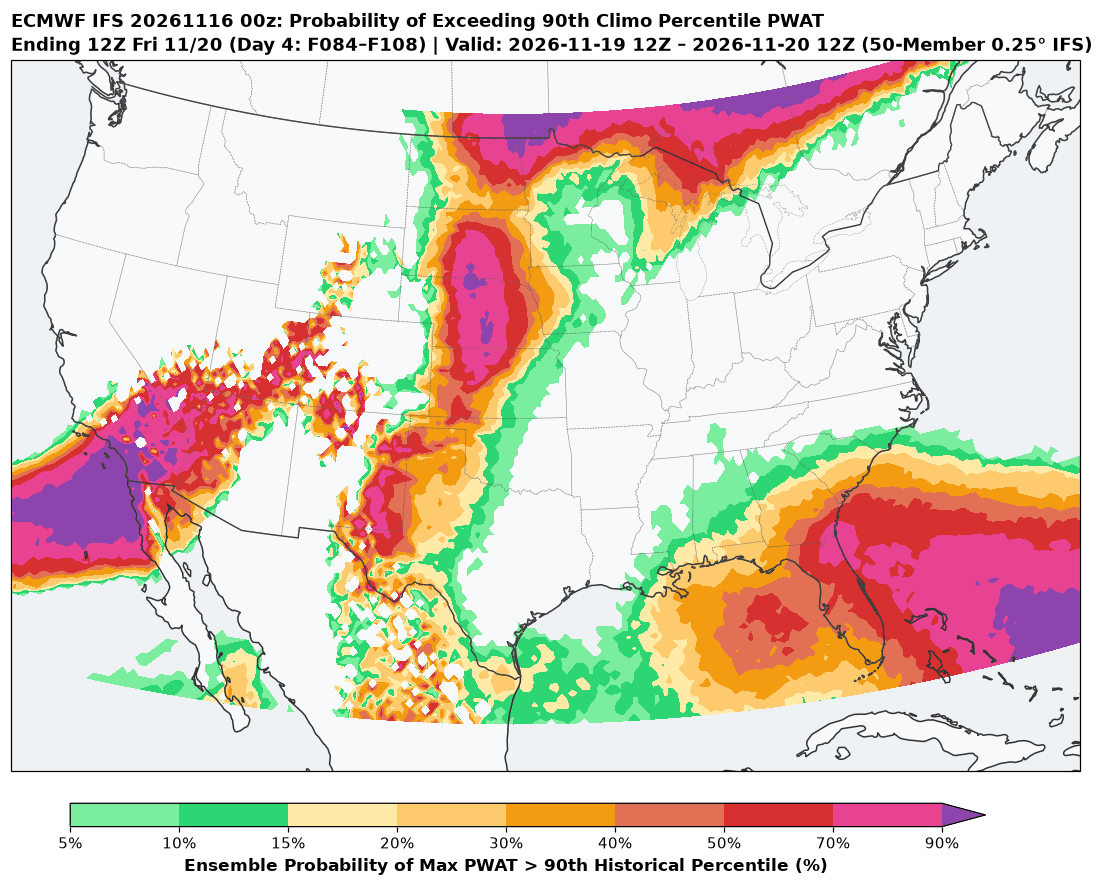 ECMWF IFS 20261116 00z: Probability of Exceeding 90th Climo Percentile PWAT
Ending 12Z Fri 11/20 (Day 4: F084–F108) | Valid: 2026-11-19 12Z – 2026-11-20 12Z (50-Member 0.25° IFS)
5% 10% 15% 20% 30% 40% 50% 70% 90%
Ensemble Probability of Max PWAT > 90th Historical Percentile (%)